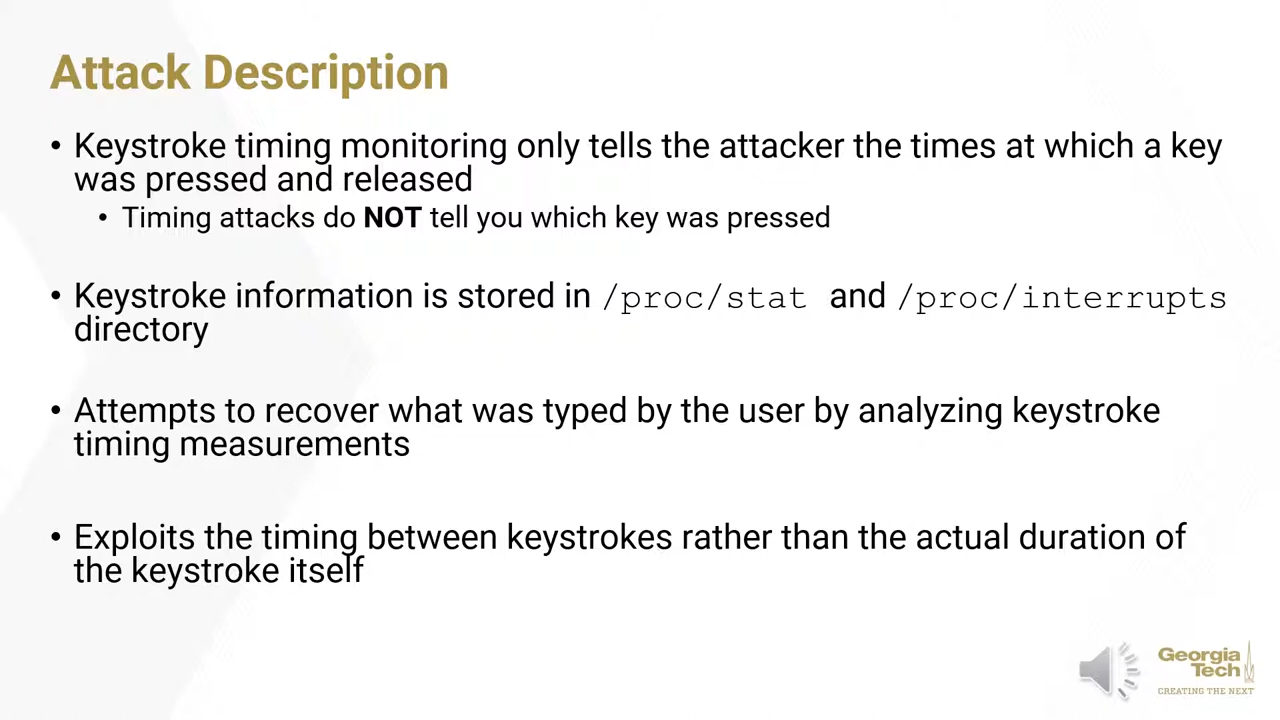 Attack Description
• Keystroke timing monitoring only tells the attacker the times at which a key
was pressed and released
• Timing attacks do NOT tell you which key was pressed
• Keystroke information is stored in /proc/stat and /proc/interrupts
directory
• Attempts to recover what was typed by the user by analyzing keystroke
timing measurements
• Exploits the timing between keystrokes rather than the actual duration of
the keystroke itself
Georgia
Tech
CREATING THE NEXT